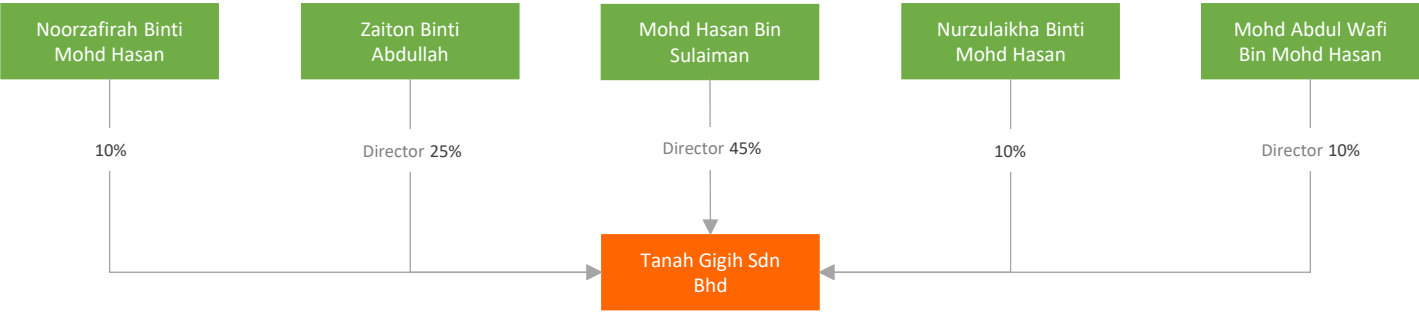 Noorzafirah Binti
Mohd Hasan
Zaiton Binti
Abdullah
Mohd Hasan Bin
Sulaiman
Nurzulaikha Binti
Mohd Hasan
Mohd Abdul Wafi
Bin Mohd Hasan
10%
Director 25%
Director 45%
10%
Director 10%
Tanah Gigih Sdn
Bhd